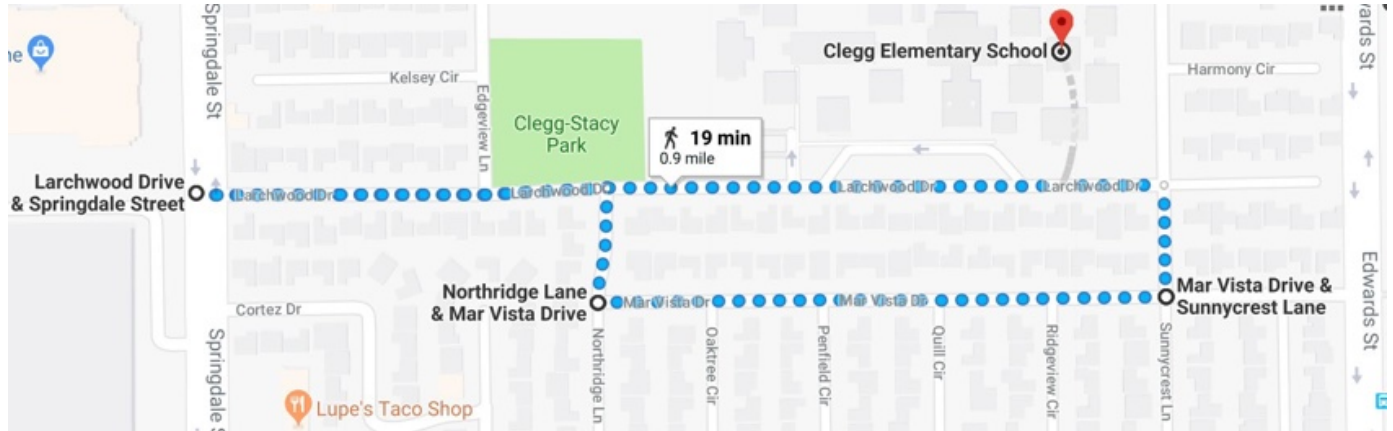 Springdale St
ne
Kelsey Cir
Edgeview Ln
Clegg-Stacy
Park
Clegg Elementary School
Harmony Cir
wards St
19 min
0.9 mile
Larchwood Drive
& Springdale Street
Larchwood Dr
Larchwood Dr
Larchwood Dr
Larchwood Dr
Northridge Lane
& Mar Vista Drive
Mar Vista Dr
Mar Vista Dr
Mar Vista Drive &
Sunnycrest Lane
Cortez Dr
Springdale S
Northridge Ln
Oaktree Cir
Penfield Cir
Quill Cir
Ridgeview Cir
Sunnycrest Ln
Edwards St
Lupe's Taco Shop